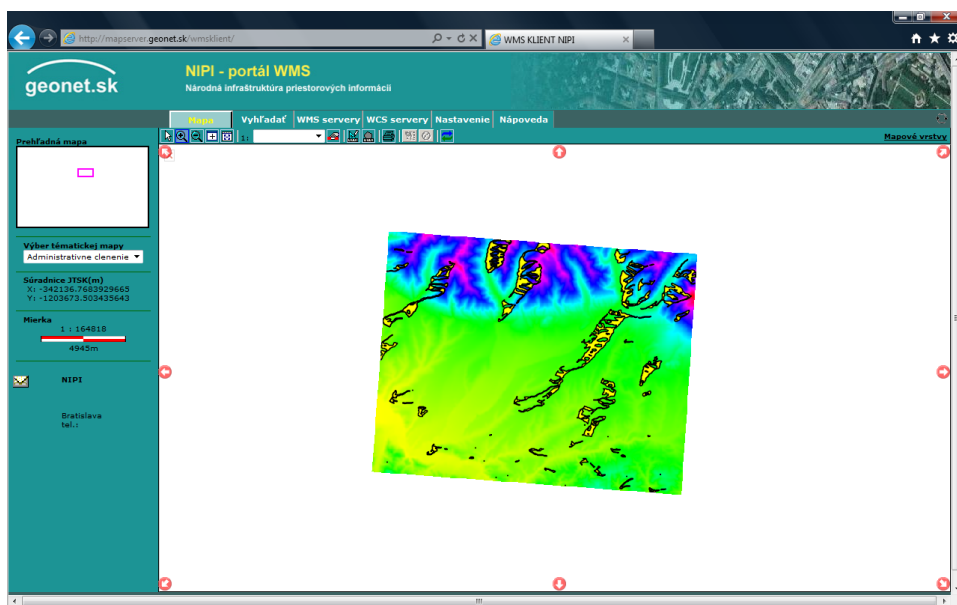 http://mapserver.geonet.sk/wmsklient/
WMS KLIENT NIPI
geonet.sk
NIPI - portál WMS
Národná infraštruktúra priestorových informácií
Mapa Vyhľadať WMS servery WCS servery Nastavenie Nápoveda
1:
Mapové vrstvy
Prehľadná mapa
Výber tématickej mapy
Administrativne clenenie
Súradnice JTSK(m)
X: -342136.7683929665
Y: -1203673.503435643
Mierka
1 : 164818
4945m
NIPI
Bratislava
tel.: